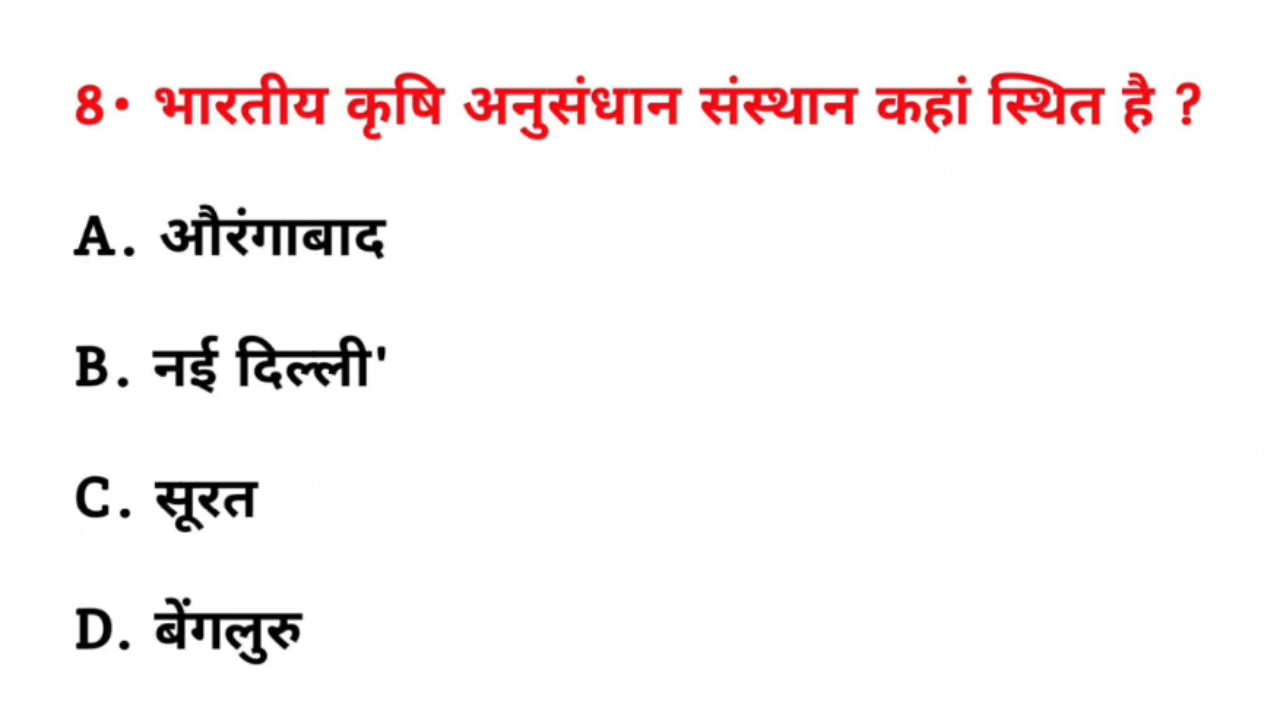 8• भारतीय कृषि अनुसंधान संस्थान कहां स्थित है ?
A. औरंगाबाद
B. नई दिल्ली'
C. सूरत
D. बेंगलुरु